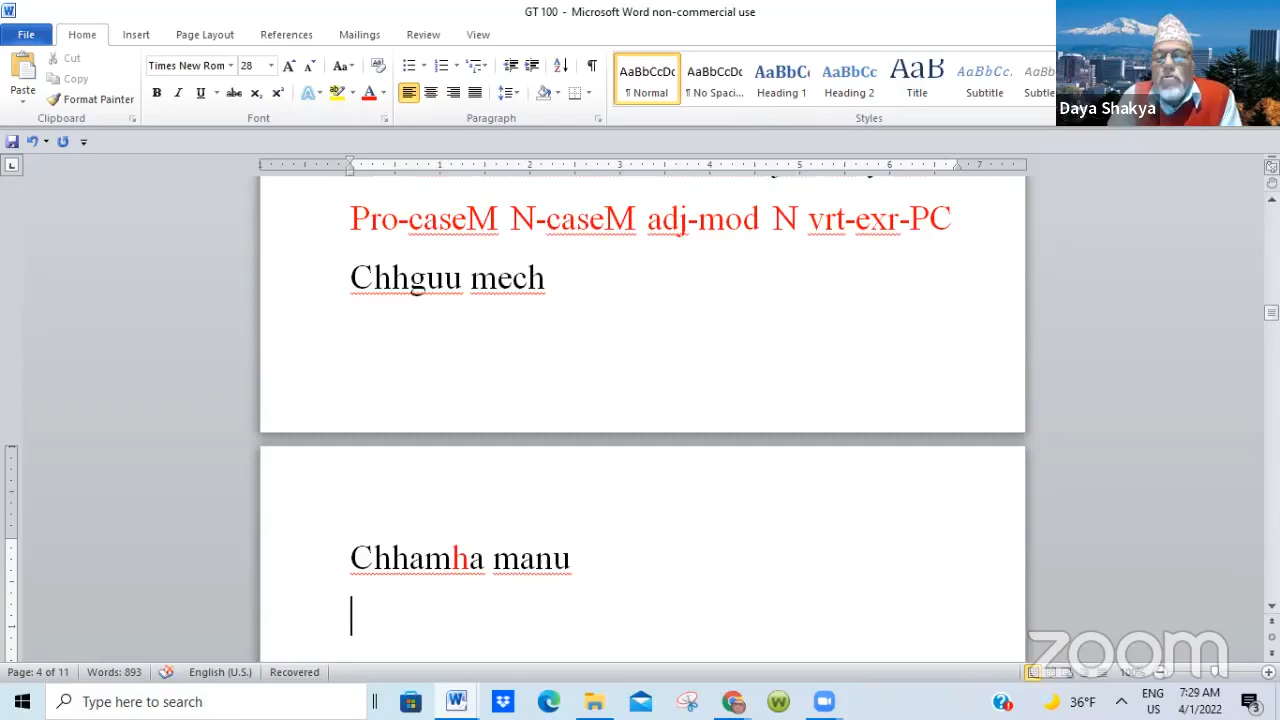 GT 100 - Microsoft Word non-commercial use
File Home Insert Page Layout References Mailings Review View
Paste
Cut
Copy
Format Painter
Clipboard
Times New Rom 28
Font
Paragraph
AaBbCcDc AaBbCcDc AaBbC AaBbCc AaB AaBbCc. AaBb
¶ Normal ¶ No Spaci... Heading 1 Heading 2 Title Subtitle
Styles
Daya Shakya
Pro-caseM N-caseM adj-mod N vrt-exr-PC
Chhguu mech
Chhamha manu
zoom
Page: 4 of 11 Words: 893 English (U.S.) Recovered 100%
Type here to search
36°F
ENG
US
7:29 AM
4/1/2022
3